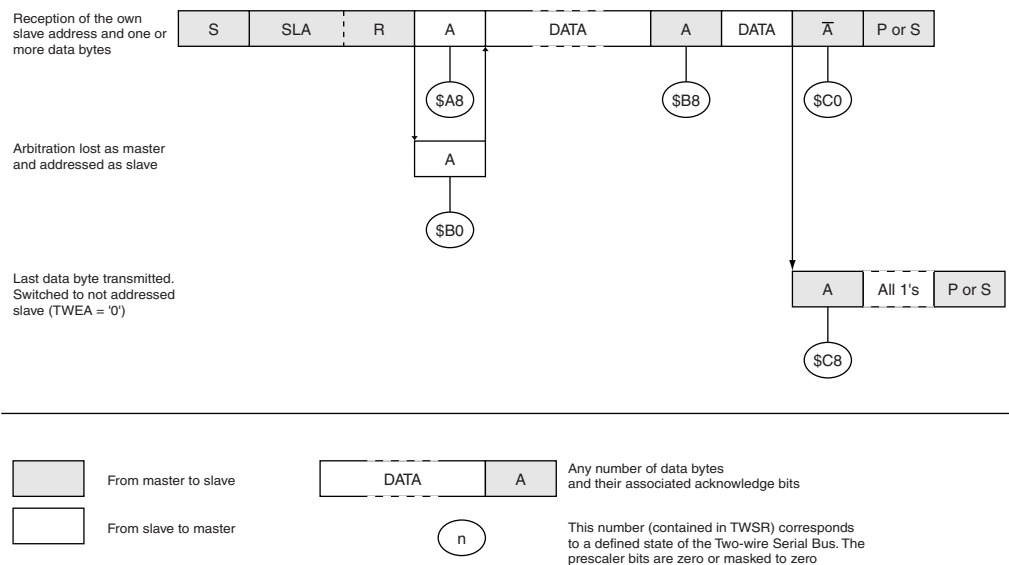 Reception of the own
slave address and one or
more data bytes
S SLA R A DATA A DATA A̅ P or S
$A8 $B8 $C0
Arbitration lost as master
and addressed as slave
A
$B0
Last data byte transmitted.
Switched to not addressed
slave (TWEA = '0')
A All 1's P or S
$C8
From master to slave
DATA A
Any number of data bytes
and their associated acknowledge bits
From slave to master
n
This number (contained in TWSR) corresponds
to a defined state of the Two-wire Serial Bus. The
prescaler bits are zero or masked to zero